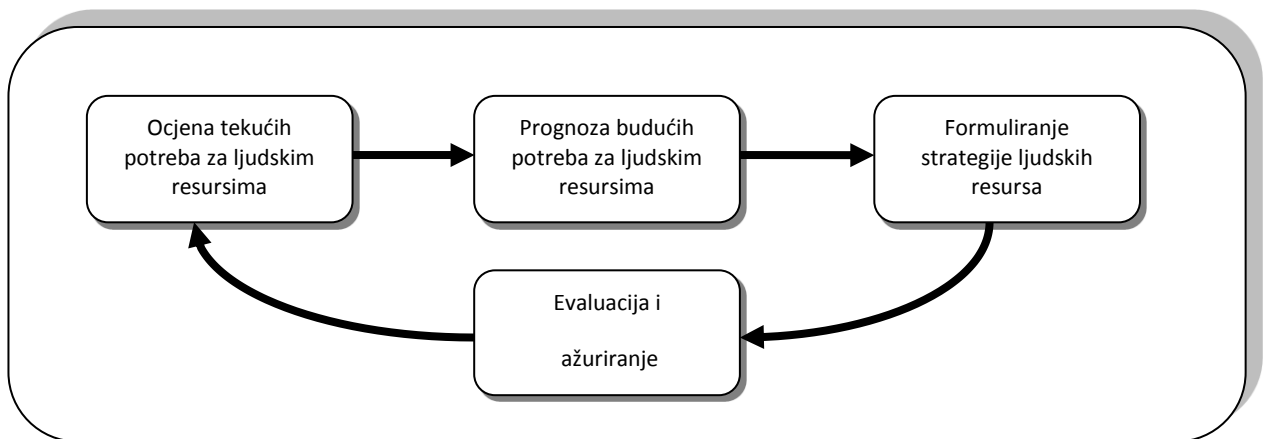 Ocjena tekućih
potreba za ljudskim
resursima
Prognoza budućih
potreba za ljudskim
resursima
Formuliranje
strategije ljudskih
resursa
Evaluacija i
ažuriranje